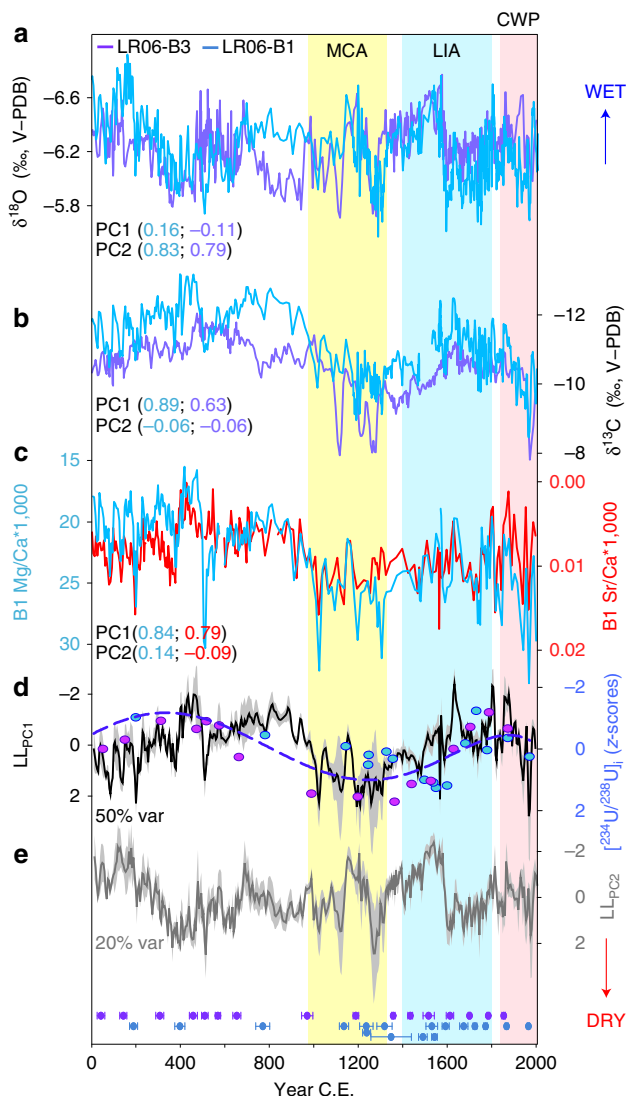 CWP
a
LR06-B3 LR06-B1
MCA
LIA
−6.6
−6.2
−5.8
δ18O (‰, V−PDB)
WET
PC1 (0.16; −0.11)
PC2 (0.83; 0.79)
b
−12
−10
−8
δ13C (‰, V−PDB)
PC1 (0.89; 0.63)
PC2 (−0.06; −0.06)
c
15
20
25
30
B1 Mg/Ca*1,000
0.00
0.01
0.02
B1 Sr/Ca*1,000
PC1(0.84; 0.79)
PC2(0.14; −0.09)
d
−2
0
2
LLPC1
−2
0
2
[234U/238U]i (z-scores)
50% var
e
−2
0
2
LLPC2
20% var
DRY
0 400 800 1200 1600 2000
Year C.E.